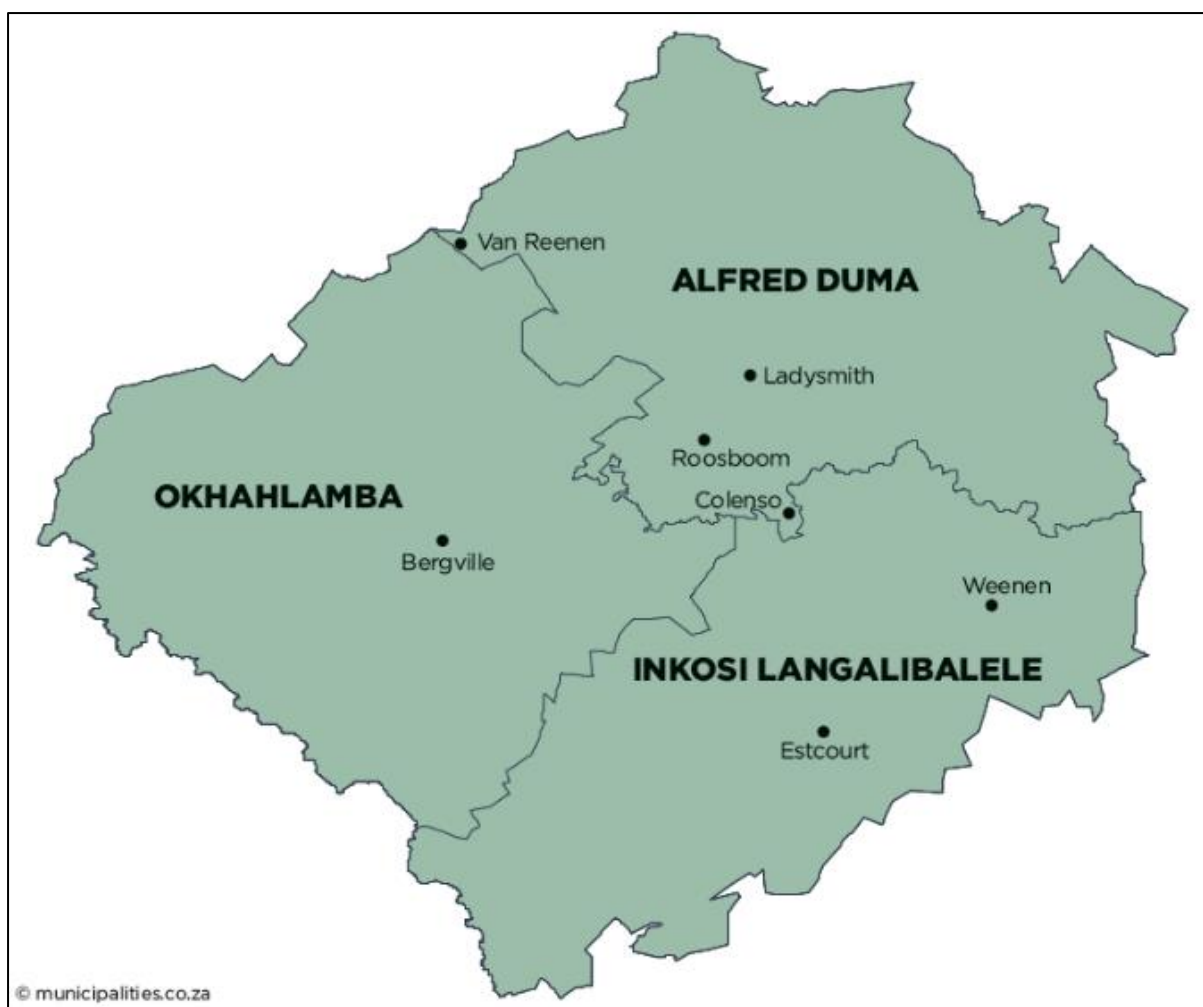 Van Reenen
ALFRED DUMA
Ladysmith
Roosboom
OKHAHLAMBA
Colenso
Bergville
Weenen
INKOSI LANGALIBALELE
Estcourt
© municipalities.co.za